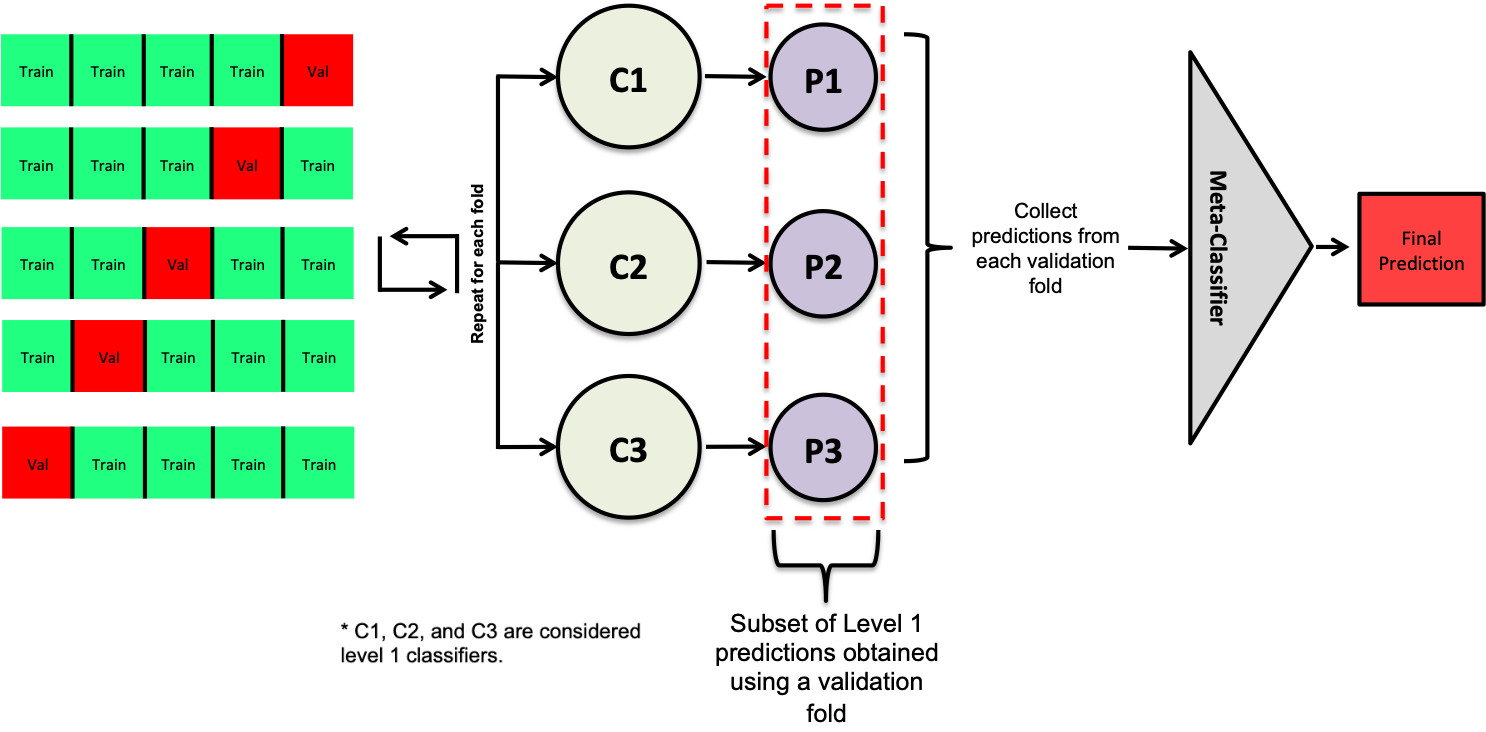 Train Train Train Train Val
Train Train Train Val Train
Train Train Val Train Train
Train Val Train Train Train
Val Train Train Train Train
Repeat for each fold
C1
C2
C3
P1
P2
P3
Collect
predictions from
each validation
fold
Meta-Classifier
Final
Prediction
* C1, C2, and C3 are considered
level 1 classifiers.
Subset of Level 1
predictions obtained
using a validation
fold